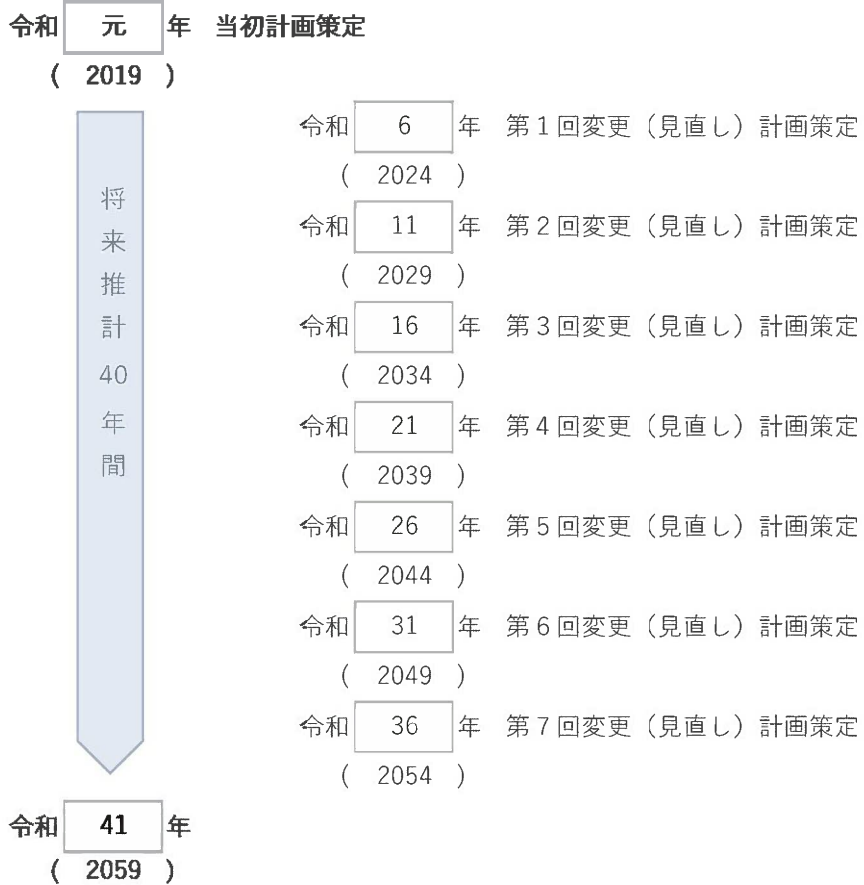 令和 元 年 当初計画策定
( 2019 )
令和 6 年 第1回変更（見直し）計画策定
( 2024 )
令和 11 年 第2回変更（見直し）計画策定
( 2029 )
令和 16 年 第3回変更（見直し）計画策定
( 2034 )
令和 21 年 第4回変更（見直し）計画策定
( 2039 )
令和 26 年 第5回変更（見直し）計画策定
( 2044 )
令和 31 年 第6回変更（見直し）計画策定
( 2049 )
令和 36 年 第7回変更（見直し）計画策定
( 2054 )
将来推計40年間
令和 41 年
( 2059 )